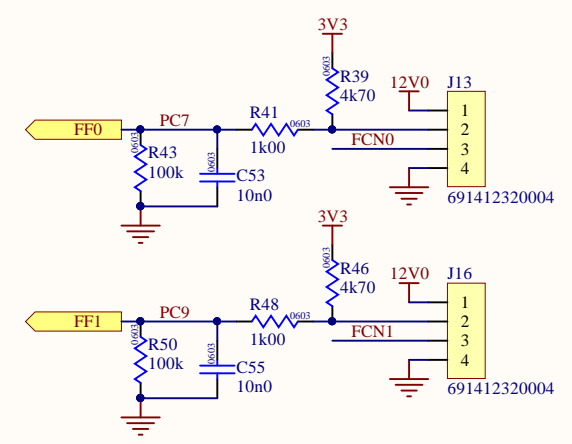 3V3
0603
R39
4k70
12V0
J13
FF0
PC7
R41
0603
1k00
1
2
FCN0
3
4
0603
R43
100k
0603
C53
10n0
691412320004
3V3
0603
R46
4k70
12V0
J16
FF1
PC9
R48
0603
1k00
1
2
FCN1
3
4
0603
R50
100k
0603
C55
10n0
691412320004